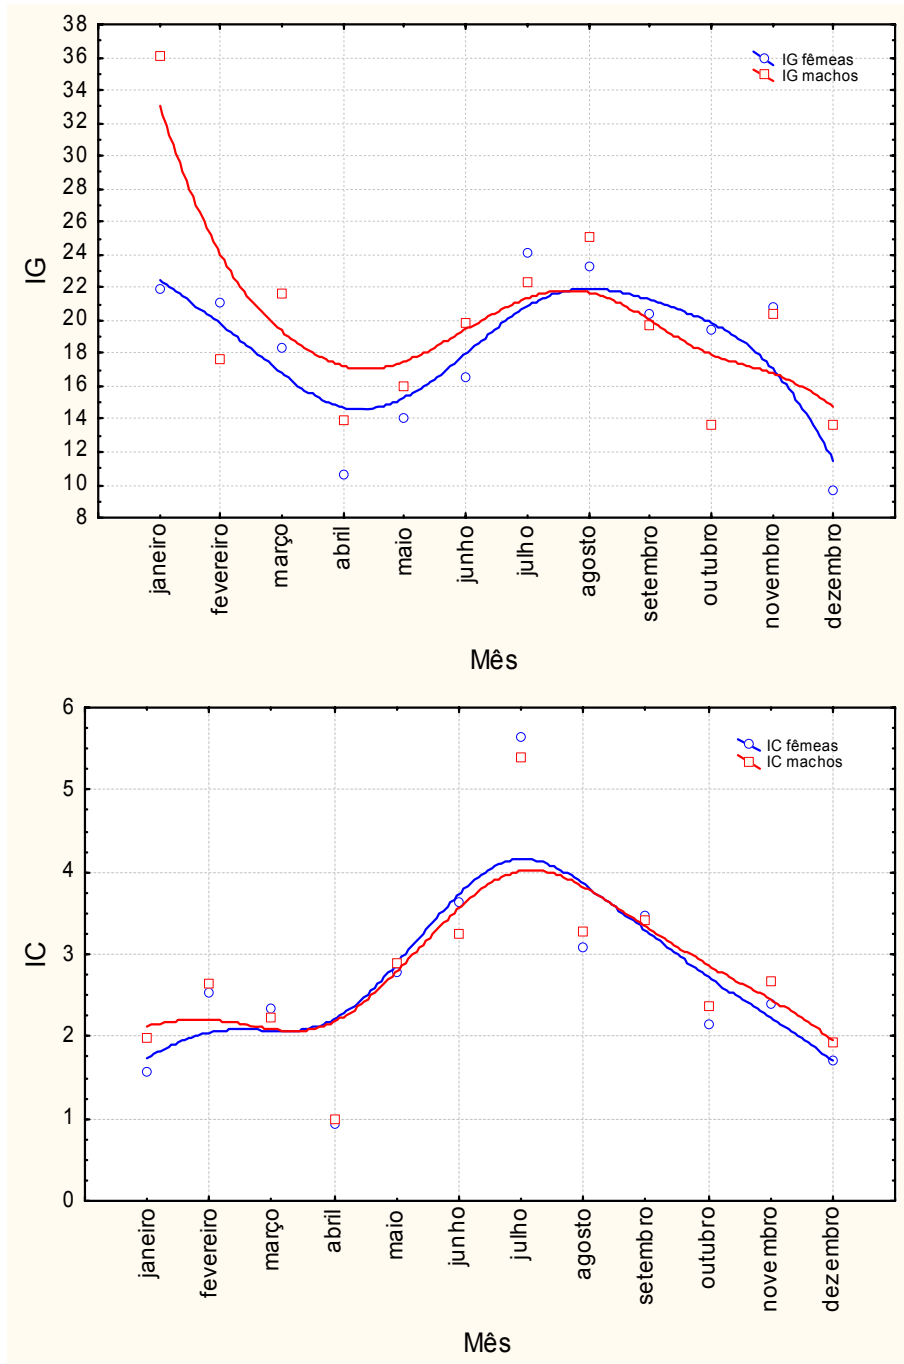 38
36
34
32
30
28
26
24
22
20
18
16
14
12
10
8
IG
IG fêmeas
IG machos
janeiro
fevereiro
março
abril
maio
junho
julho
agosto
setembro
outubro
novembro
dezembro
Mês
6
5
4
3
2
1
0
IC
IC fêmeas
IC machos
janeiro
fevereiro
março
abril
maio
junho
julho
agosto
setembro
outubro
novembro
dezembro
Mês